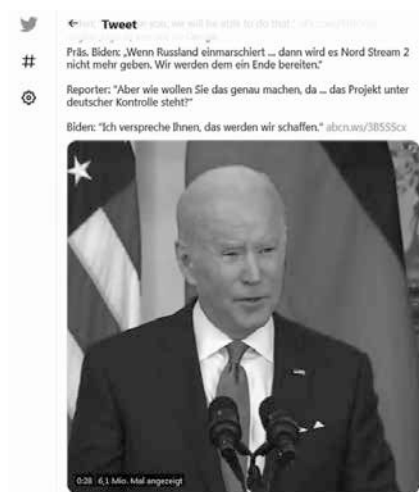 Tweet
Präs. Biden: „Wenn Russland einmarschiert ... dann wird es Nord Stream 2
nicht mehr geben. Wir werden dem ein Ende bereiten."
Reporter: "Aber wie wollen Sie das genau machen, da ... das Projekt unter
deutscher Kontrolle steht?"
Biden: "Ich verspreche Ihnen, das werden wir schaffen." abcn.ws/3B5SScx
0:28 6,1 Mio. Mal angezeigt